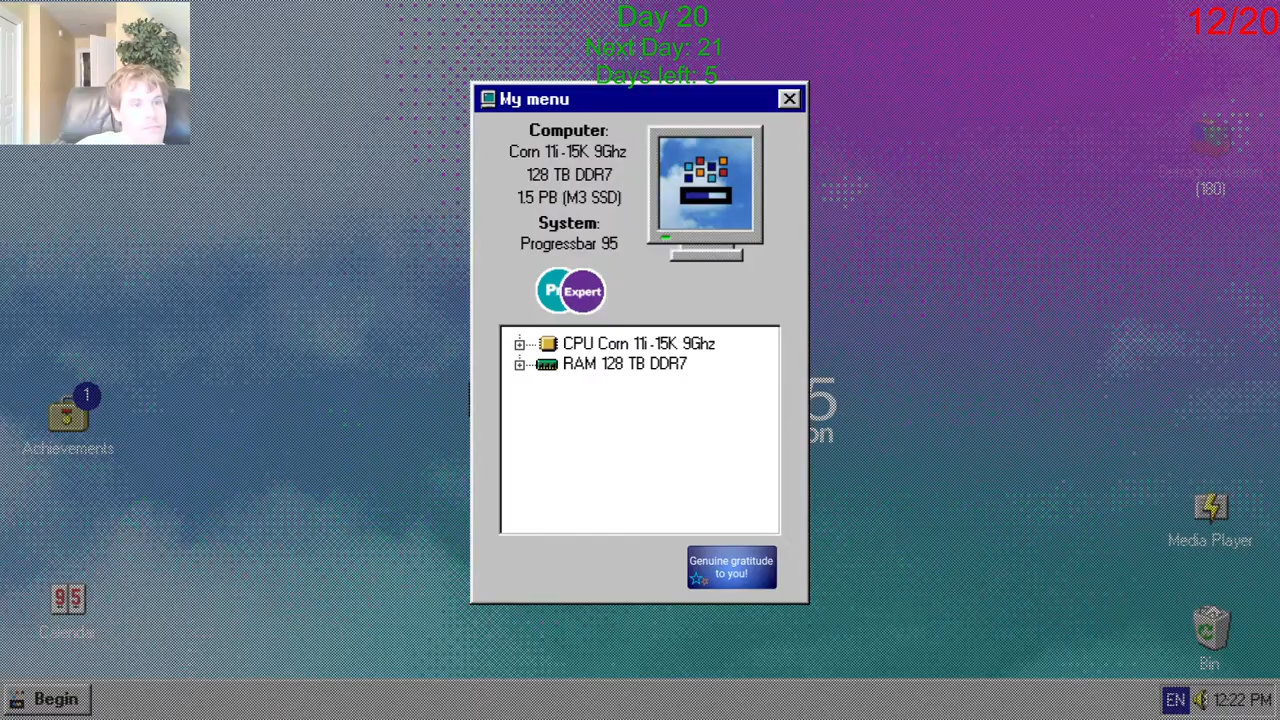 Day 20
Next Day: 21
Days left: 5
12/20
My menu
Computer:
Corn 11i-15K 9Ghz
128 TB DDR7
1.5 PB (M3 SSD)
System:
Progressbar 95
Expert
CPU Corn 11i-15K 9Ghz
RAM 128 TB DDR7
Genuine gratitude
to you!
(180)
1
Achievements
95
Calendar
Media Player
Bin
Begin
EN
12:22 PM